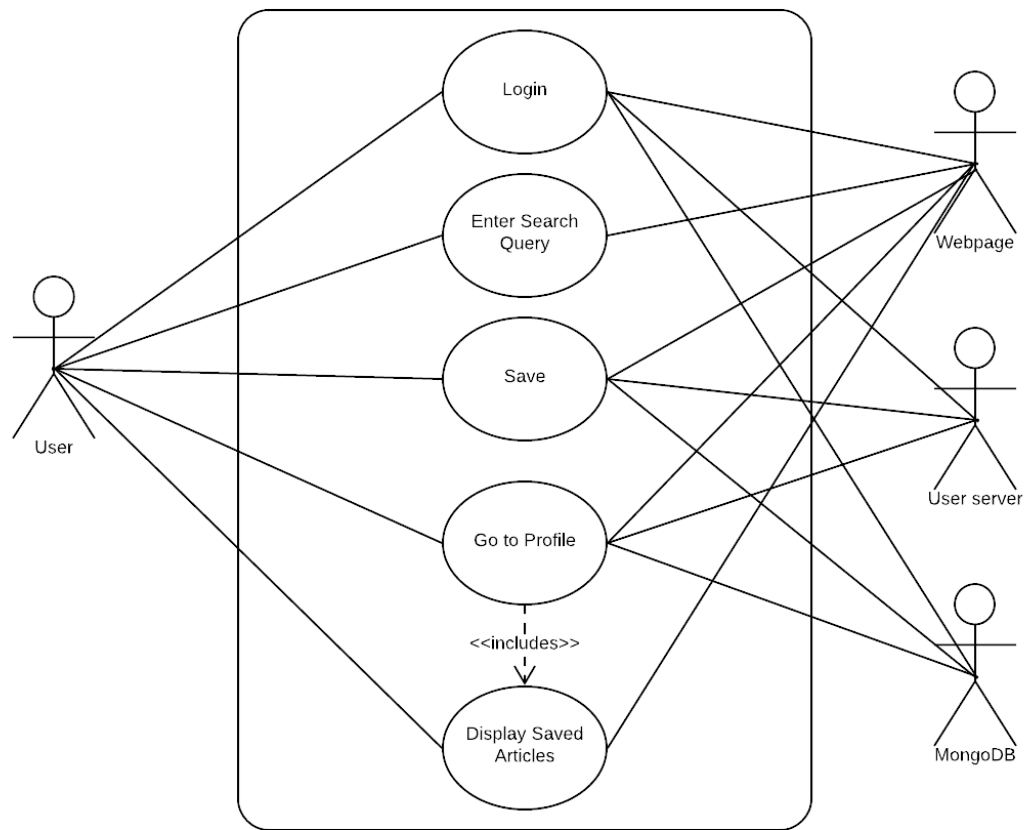 Login
Enter Search
Query
Webpage
Save
User
User server
Go to Profile
<<includes>>
Display Saved
Articles
MongoDB